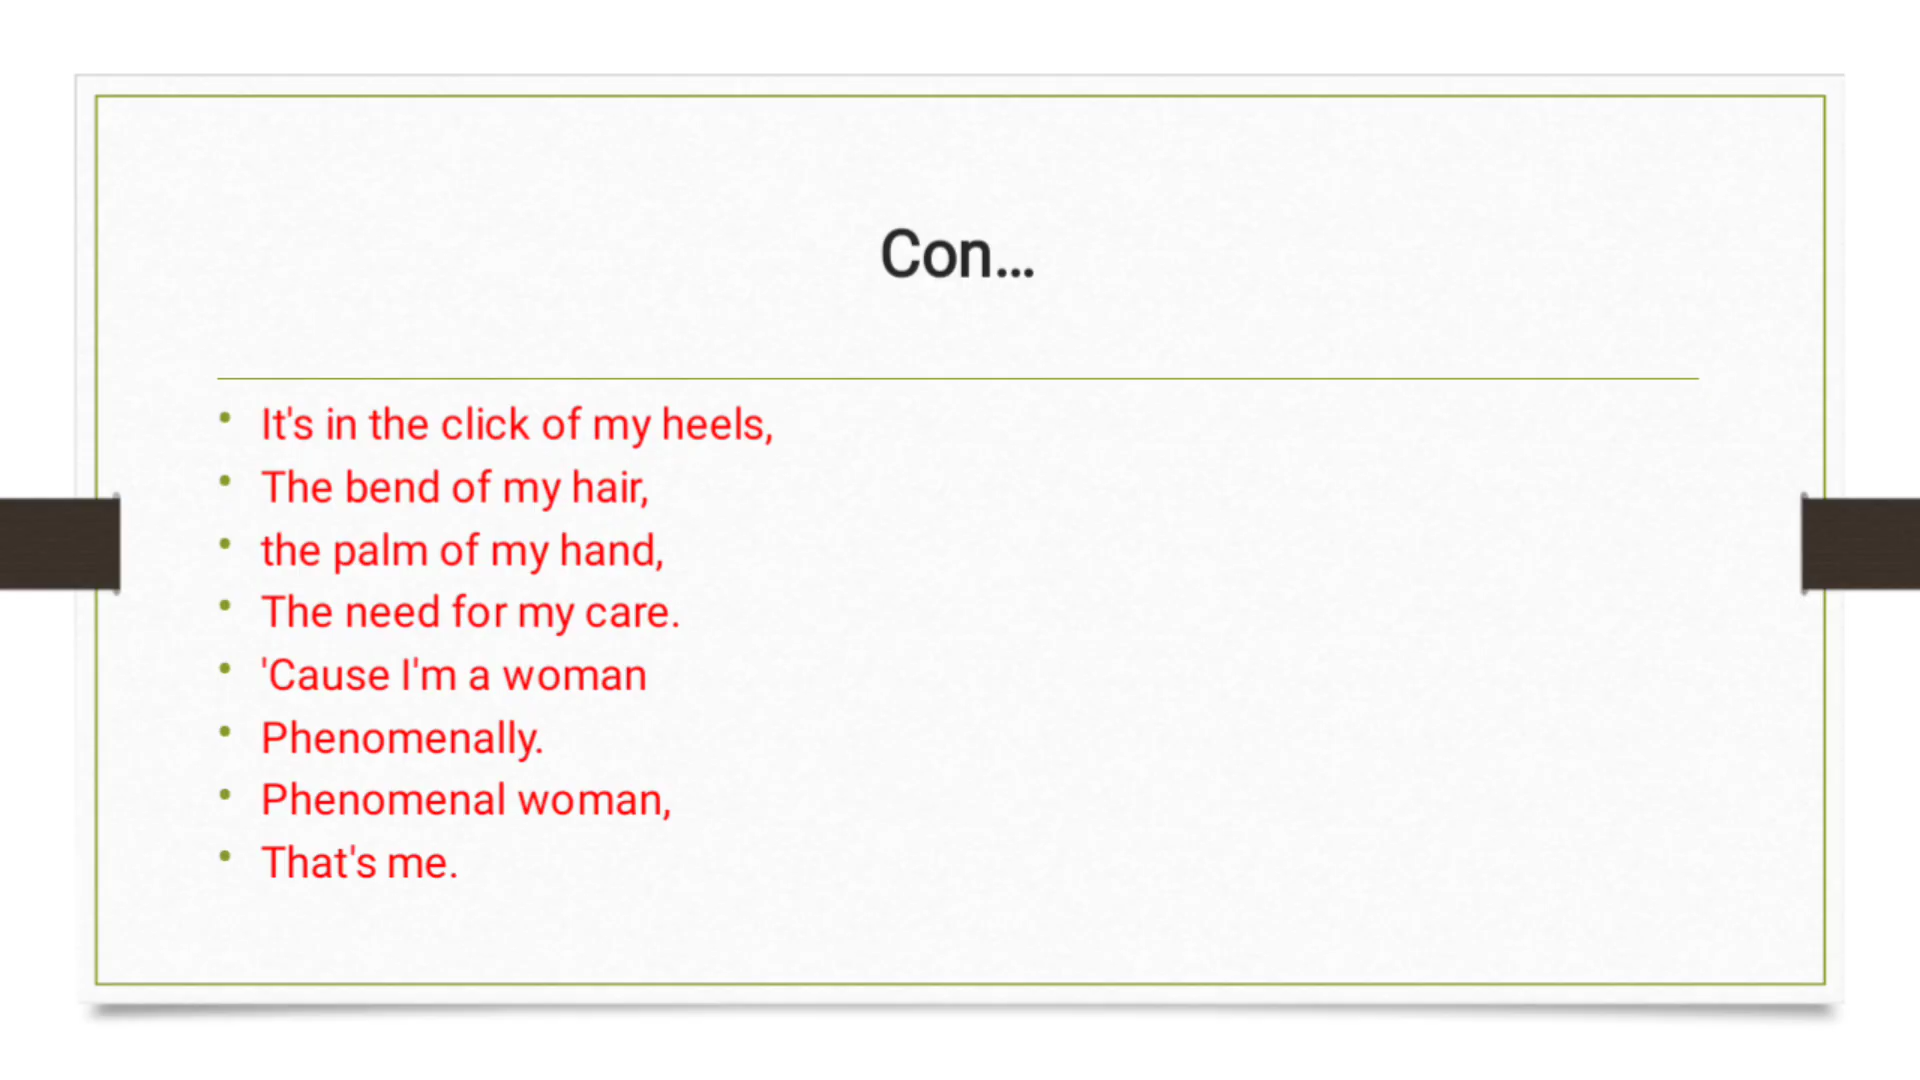 Con...
It's in the click of my heels,
The bend of my hair,
the palm of my hand,
The need for my care.
'Cause I'm a woman
Phenomenally.
Phenomenal woman,
That's me.